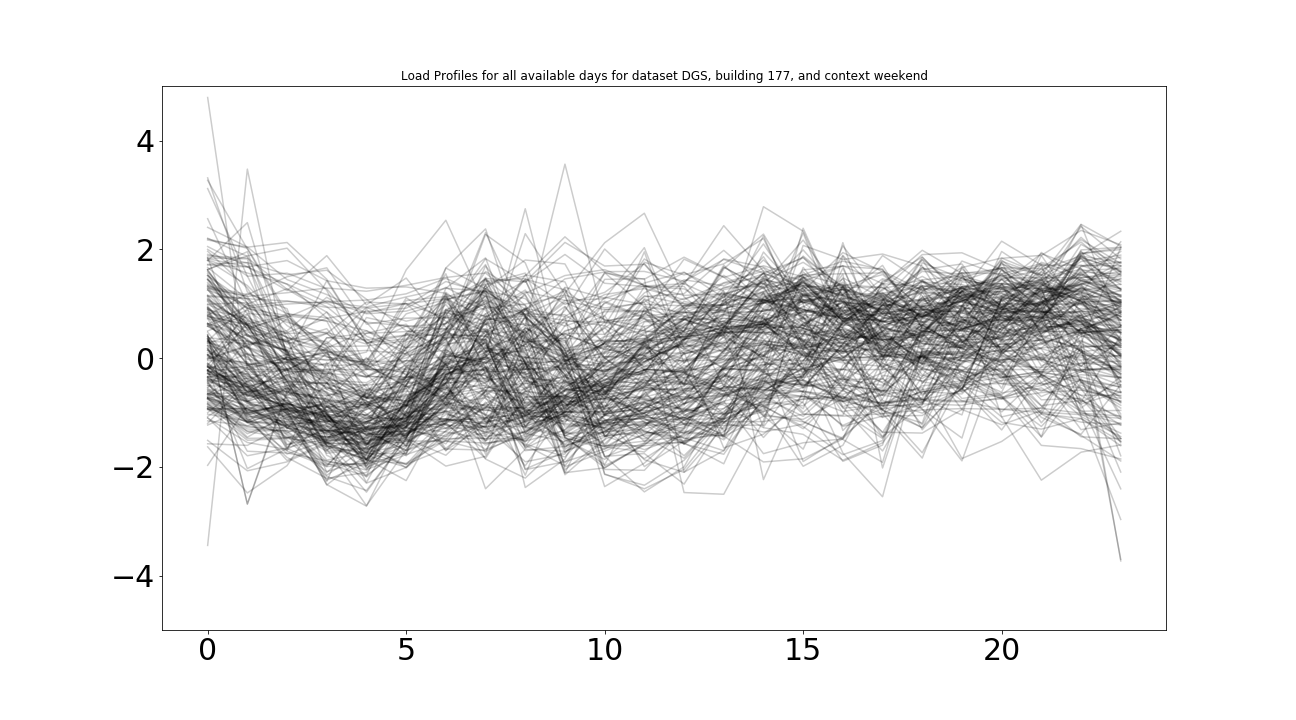 Load Profiles for all available days for dataset DGS, building 177, and context weekend
4
2
0
−2
−4
0 5 10 15 20